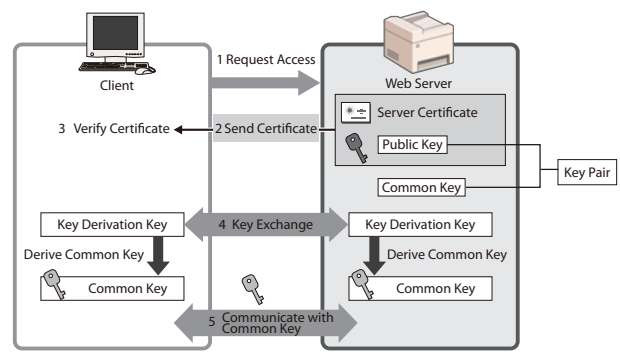 1 Request Access
Client
Web Server
Server Certificate
3 Verify Certificate
2 Send Certificate
Public Key
Key Pair
Common Key
Key Derivation Key
4 Key Exchange
Key Derivation Key
Derive Common Key
Derive Common Key
Common Key
Common Key
5 Communicate with
Common Key